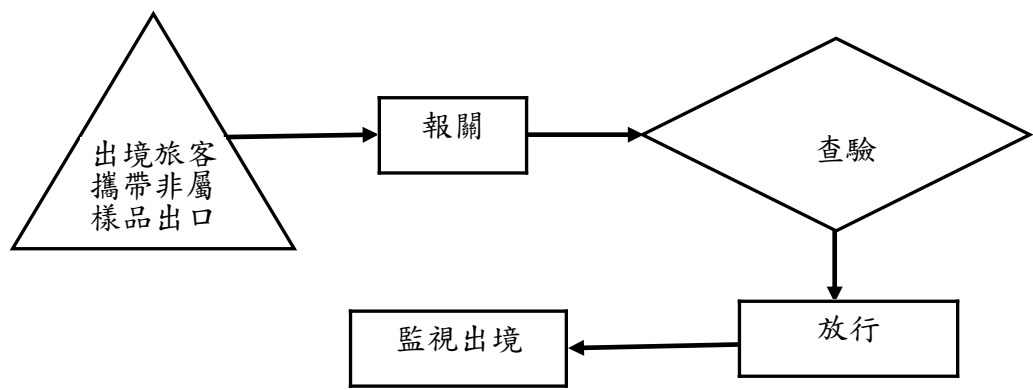 出境旅客
攜帶非屬
樣品出口
報關
查驗
放行
監視出境